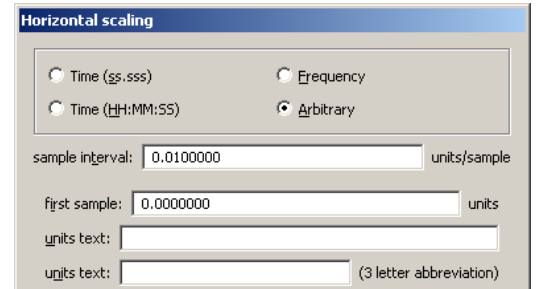 Horizontal scaling
Time (ss.sss) Frequency
Time (HH:MM:SS) Arbitrary
sample interval: 0.0100000 units/sample
first sample: 0.0000000 units
units text:
units text: (3 letter abbreviation)